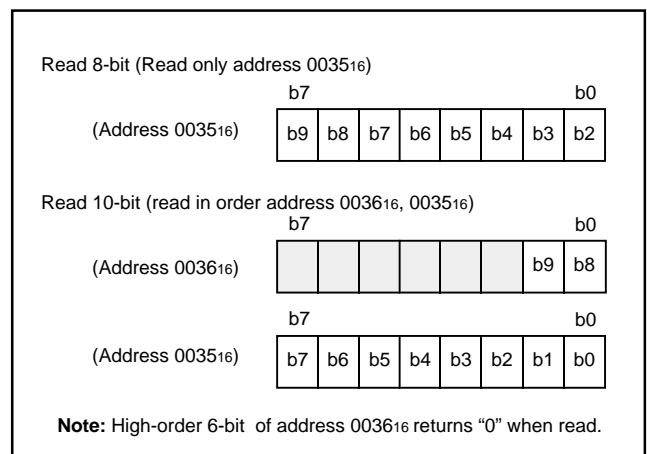 Read 8-bit (Read only address 003516)
b7 b0
(Address 003516) b9 b8 b7 b6 b5 b4 b3 b2
Read 10-bit (read in order address 003616, 003516)
b7 b0
(Address 003616) b9 b8
b7 b0
(Address 003516) b7 b6 b5 b4 b3 b2 b1 b0
Note: High-order 6-bit of address 003616 returns “0” when read.